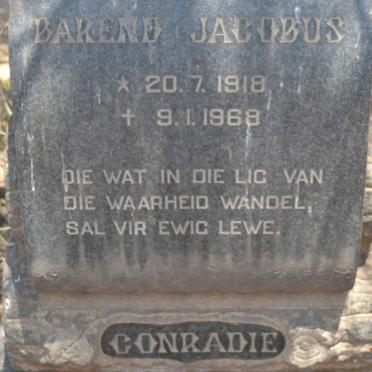 BAREND JACOBUS
★ 20.7.1918
✝ 9.1.1968
DIE WAT IN DIE LIG VAN
DIE WAARHEID WANDEL,
SAL VIR EWIG LEWE.
CONRADIE